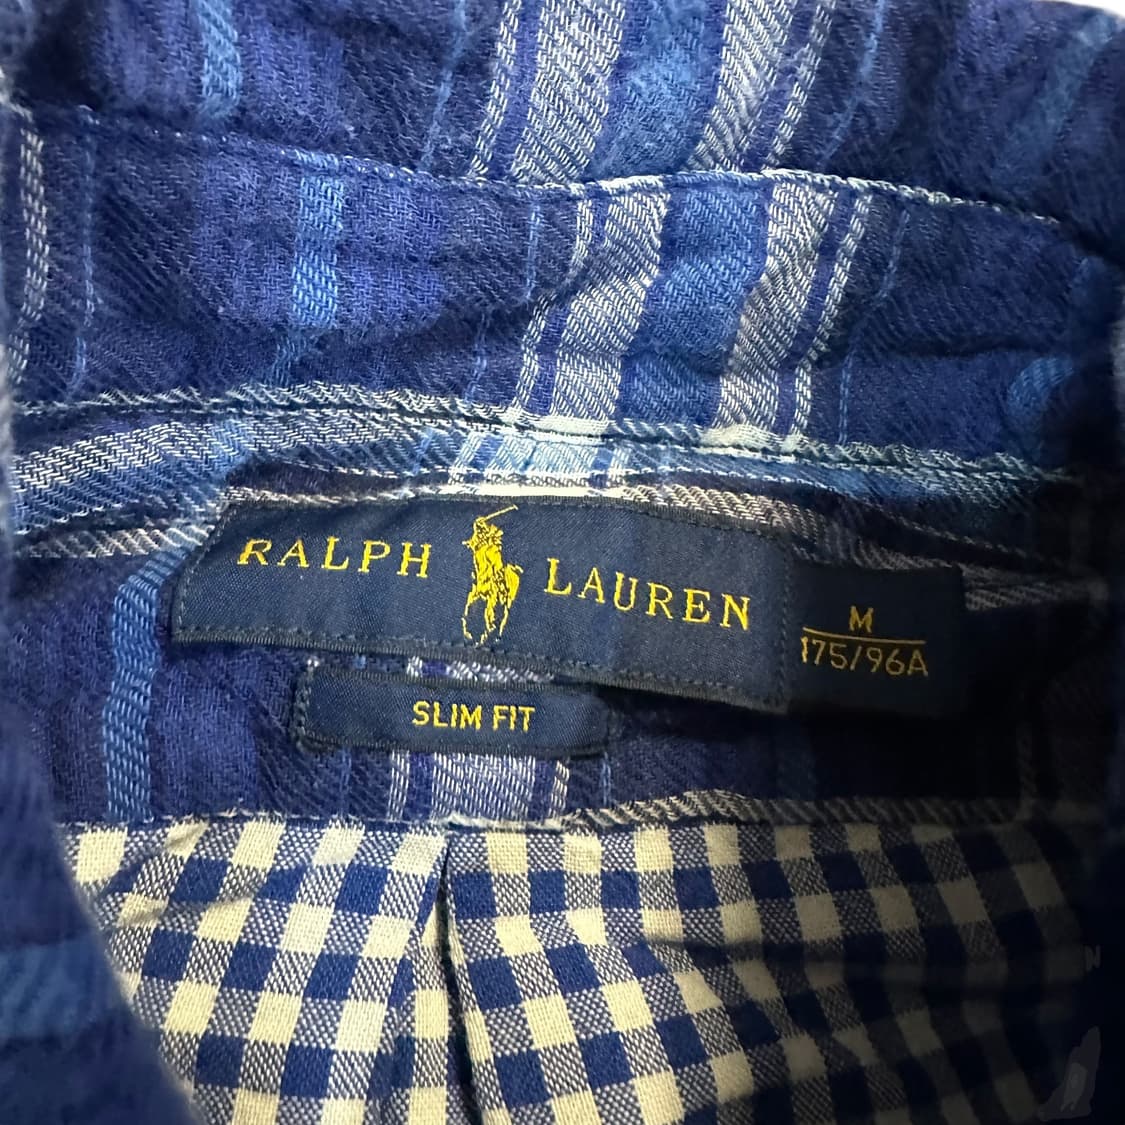 RALPH LAUREN
M
175/96A
SLIM FIT